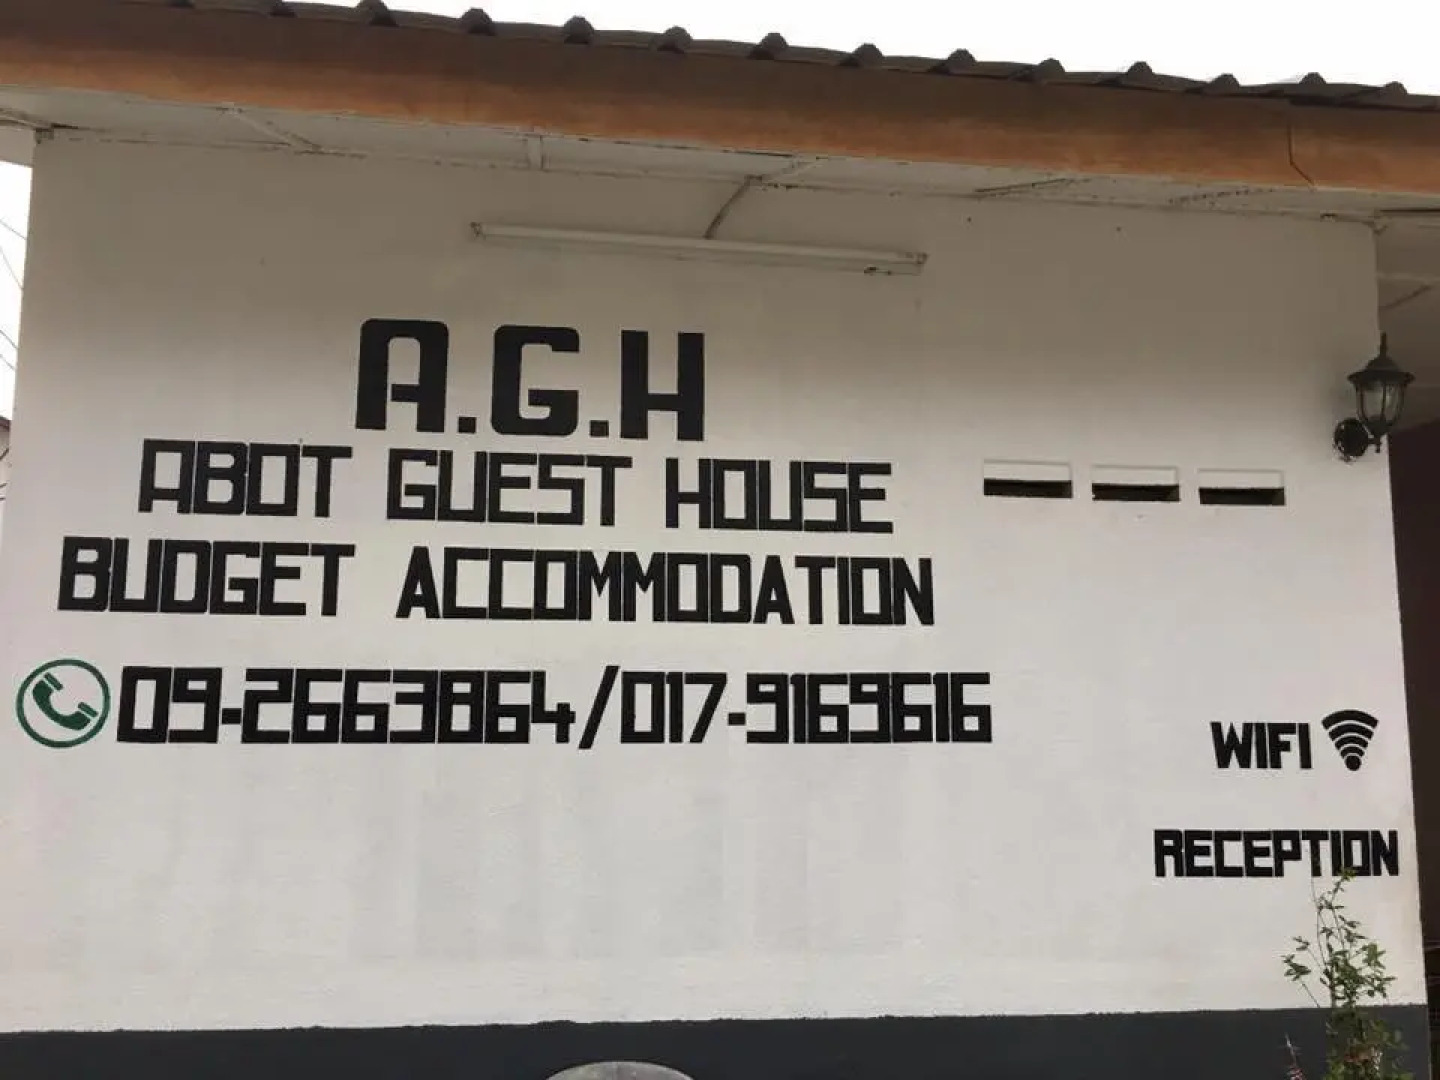 A.G.H
ABOT GUEST HOUSE
BUDGET ACCOMMODATION
09-2663864/017-9169616
WIFI
RECEPTION